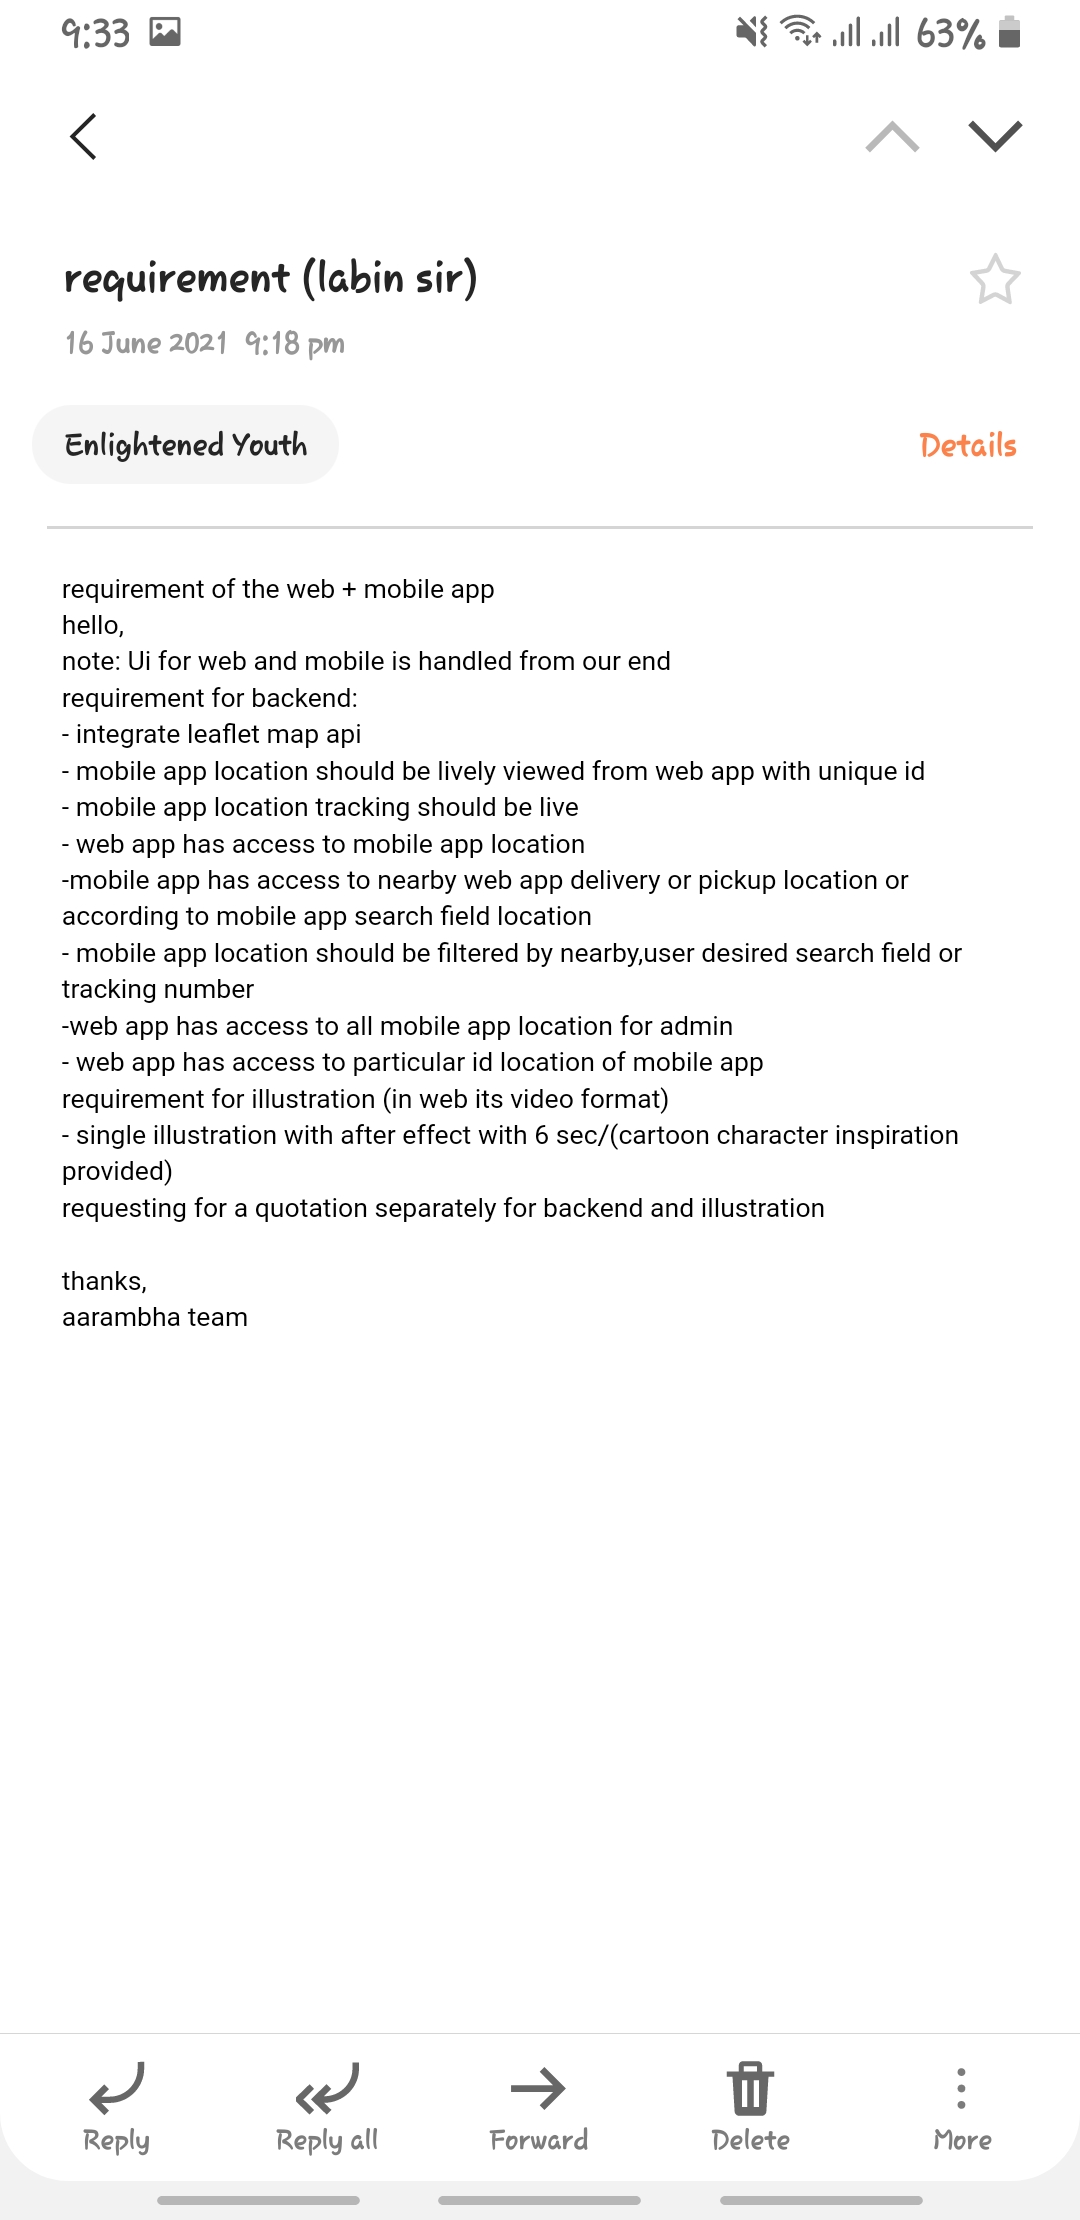 9:33 63%
requirement (labin sir)
16 June 2021 9:18 pm
Enlightened Youth Details
requirement of the web + mobile app
hello,
note: Ui for web and mobile is handled from our end
requirement for backend:
- integrate leaflet map api
- mobile app location should be lively viewed from web app with unique id
- mobile app location tracking should be live
- web app has access to mobile app location
-mobile app has access to nearby web app delivery or pickup location or
according to mobile app search field location
- mobile app location should be filtered by nearby,user desired search field or
tracking number
-web app has access to all mobile app location for admin
- web app has access to particular id location of mobile app
requirement for illustration (in web its video format)
- single illustration with after effect with 6 sec/(cartoon character inspiration
provided)
requesting for a quotation separately for backend and illustration
thanks,
aarambha team
Reply Reply all Forward Delete More